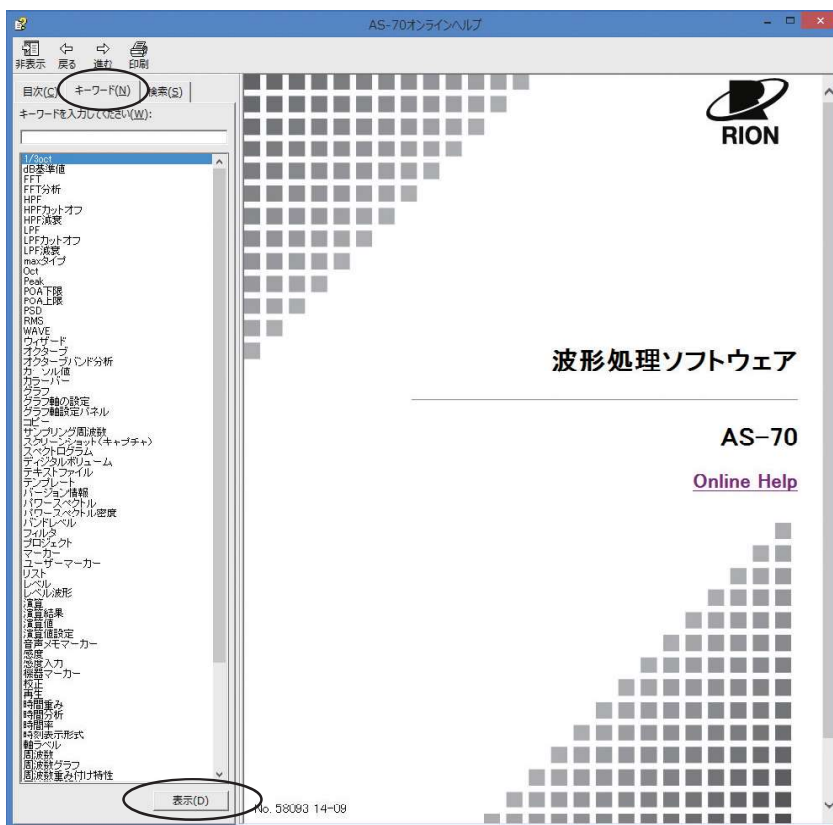 AS-70オンラインヘルプ
非表示 戻る 進む 印刷
目次(C) キーワード(N) 検索(S)
キーワードを入力してください(W):
1/3oct
dB基準値
FFT
FFT分析
HPF
HPFカットオフ
HPF減衰
LPF
LPFカットオフ
LPF減衰
maxタイプ
Oct
Peak
POA下限
POA上限
PSD
RMS
WAVE
ウィザード
オクターブ
オクターブバンド分析
カーソル値
カラーバー
グラフ
グラフ軸の設定
グラフ軸設定パネル
コピー
サンプリング周波数
スクリーンショット(キャプチャ)
スペクトログラム
ディジタルボリューム
テキストファイル
テンプレート
バージョン情報
パワースペクトル
パワースペクトル密度
バンドレベル
フィルタ
プロジェクト
マーカー
ユーザーマーカー
リスト
レベル
レベル波形
演算
演算結果
演算値
演算値設定
音声メモマーカー
感度
感度入力
機器マーカー
校正
再生
時間重み
時間分析
時間率
時刻表示形式
軸ラベル
周波数
周波数グラフ
周波数重み付け特性
表示(D)
RION
波形処理ソフトウェア
AS-70
Online Help
No. 58093 14-09